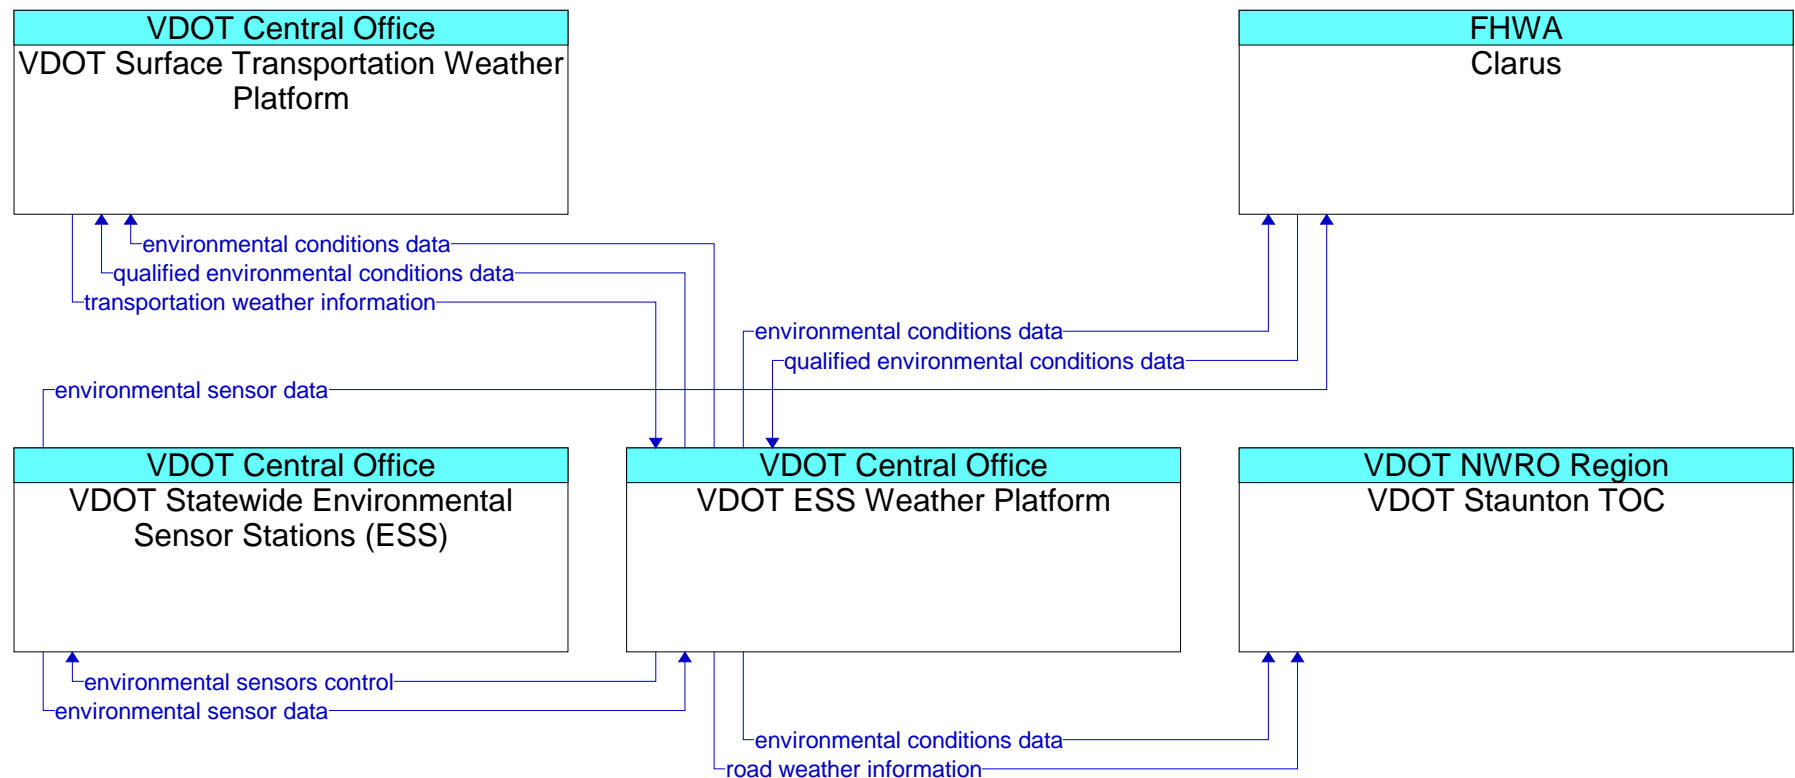 VDOT Central Office
VDOT Surface Transportation Weather
Platform
FHWA
Clarus
environmental conditions data
qualified environmental conditions data
transportation weather information
environmental conditions data
qualified environmental conditions data
environmental sensor data
VDOT Central Office
VDOT Statewide Environmental
Sensor Stations (ESS)
VDOT Central Office
VDOT ESS Weather Platform
VDOT NWRO Region
VDOT Staunton TOC
environmental sensors control
environmental sensor data
environmental conditions data
road weather information